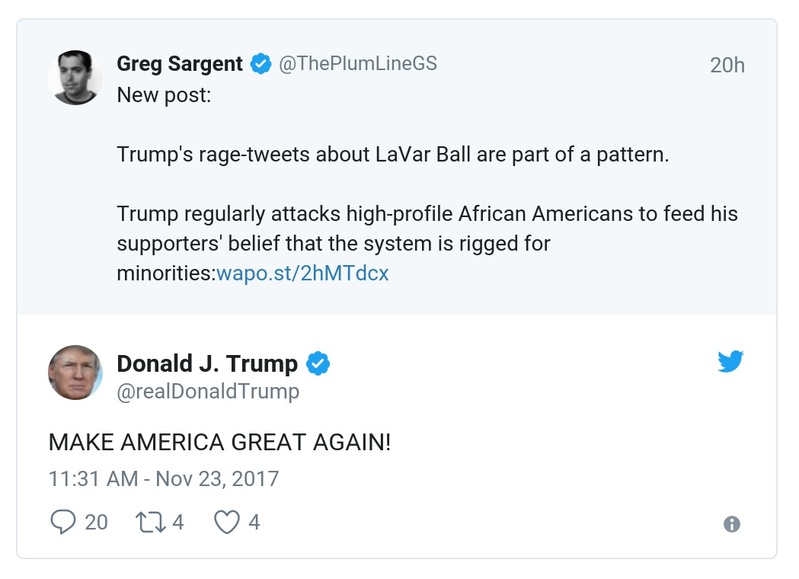 Greg Sargent @ThePlumLineGS 20h
New post:
Trump's rage-tweets about LaVar Ball are part of a pattern.
Trump regularly attacks high-profile African Americans to feed his
supporters' belief that the system is rigged for
minorities:wapo.st/2hMTdcx
Donald J. Trump
@realDonaldTrump
MAKE AMERICA GREAT AGAIN!
11:31 AM - Nov 23, 2017
20 4 4